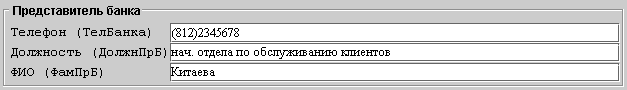 Представитель банка
Телефон (ТелБанка) (812)2345678
Должность (ДолжнПрБ) нач. отдела по обслуживанию клиентов
ФИО (ФамПрБ) Китаева